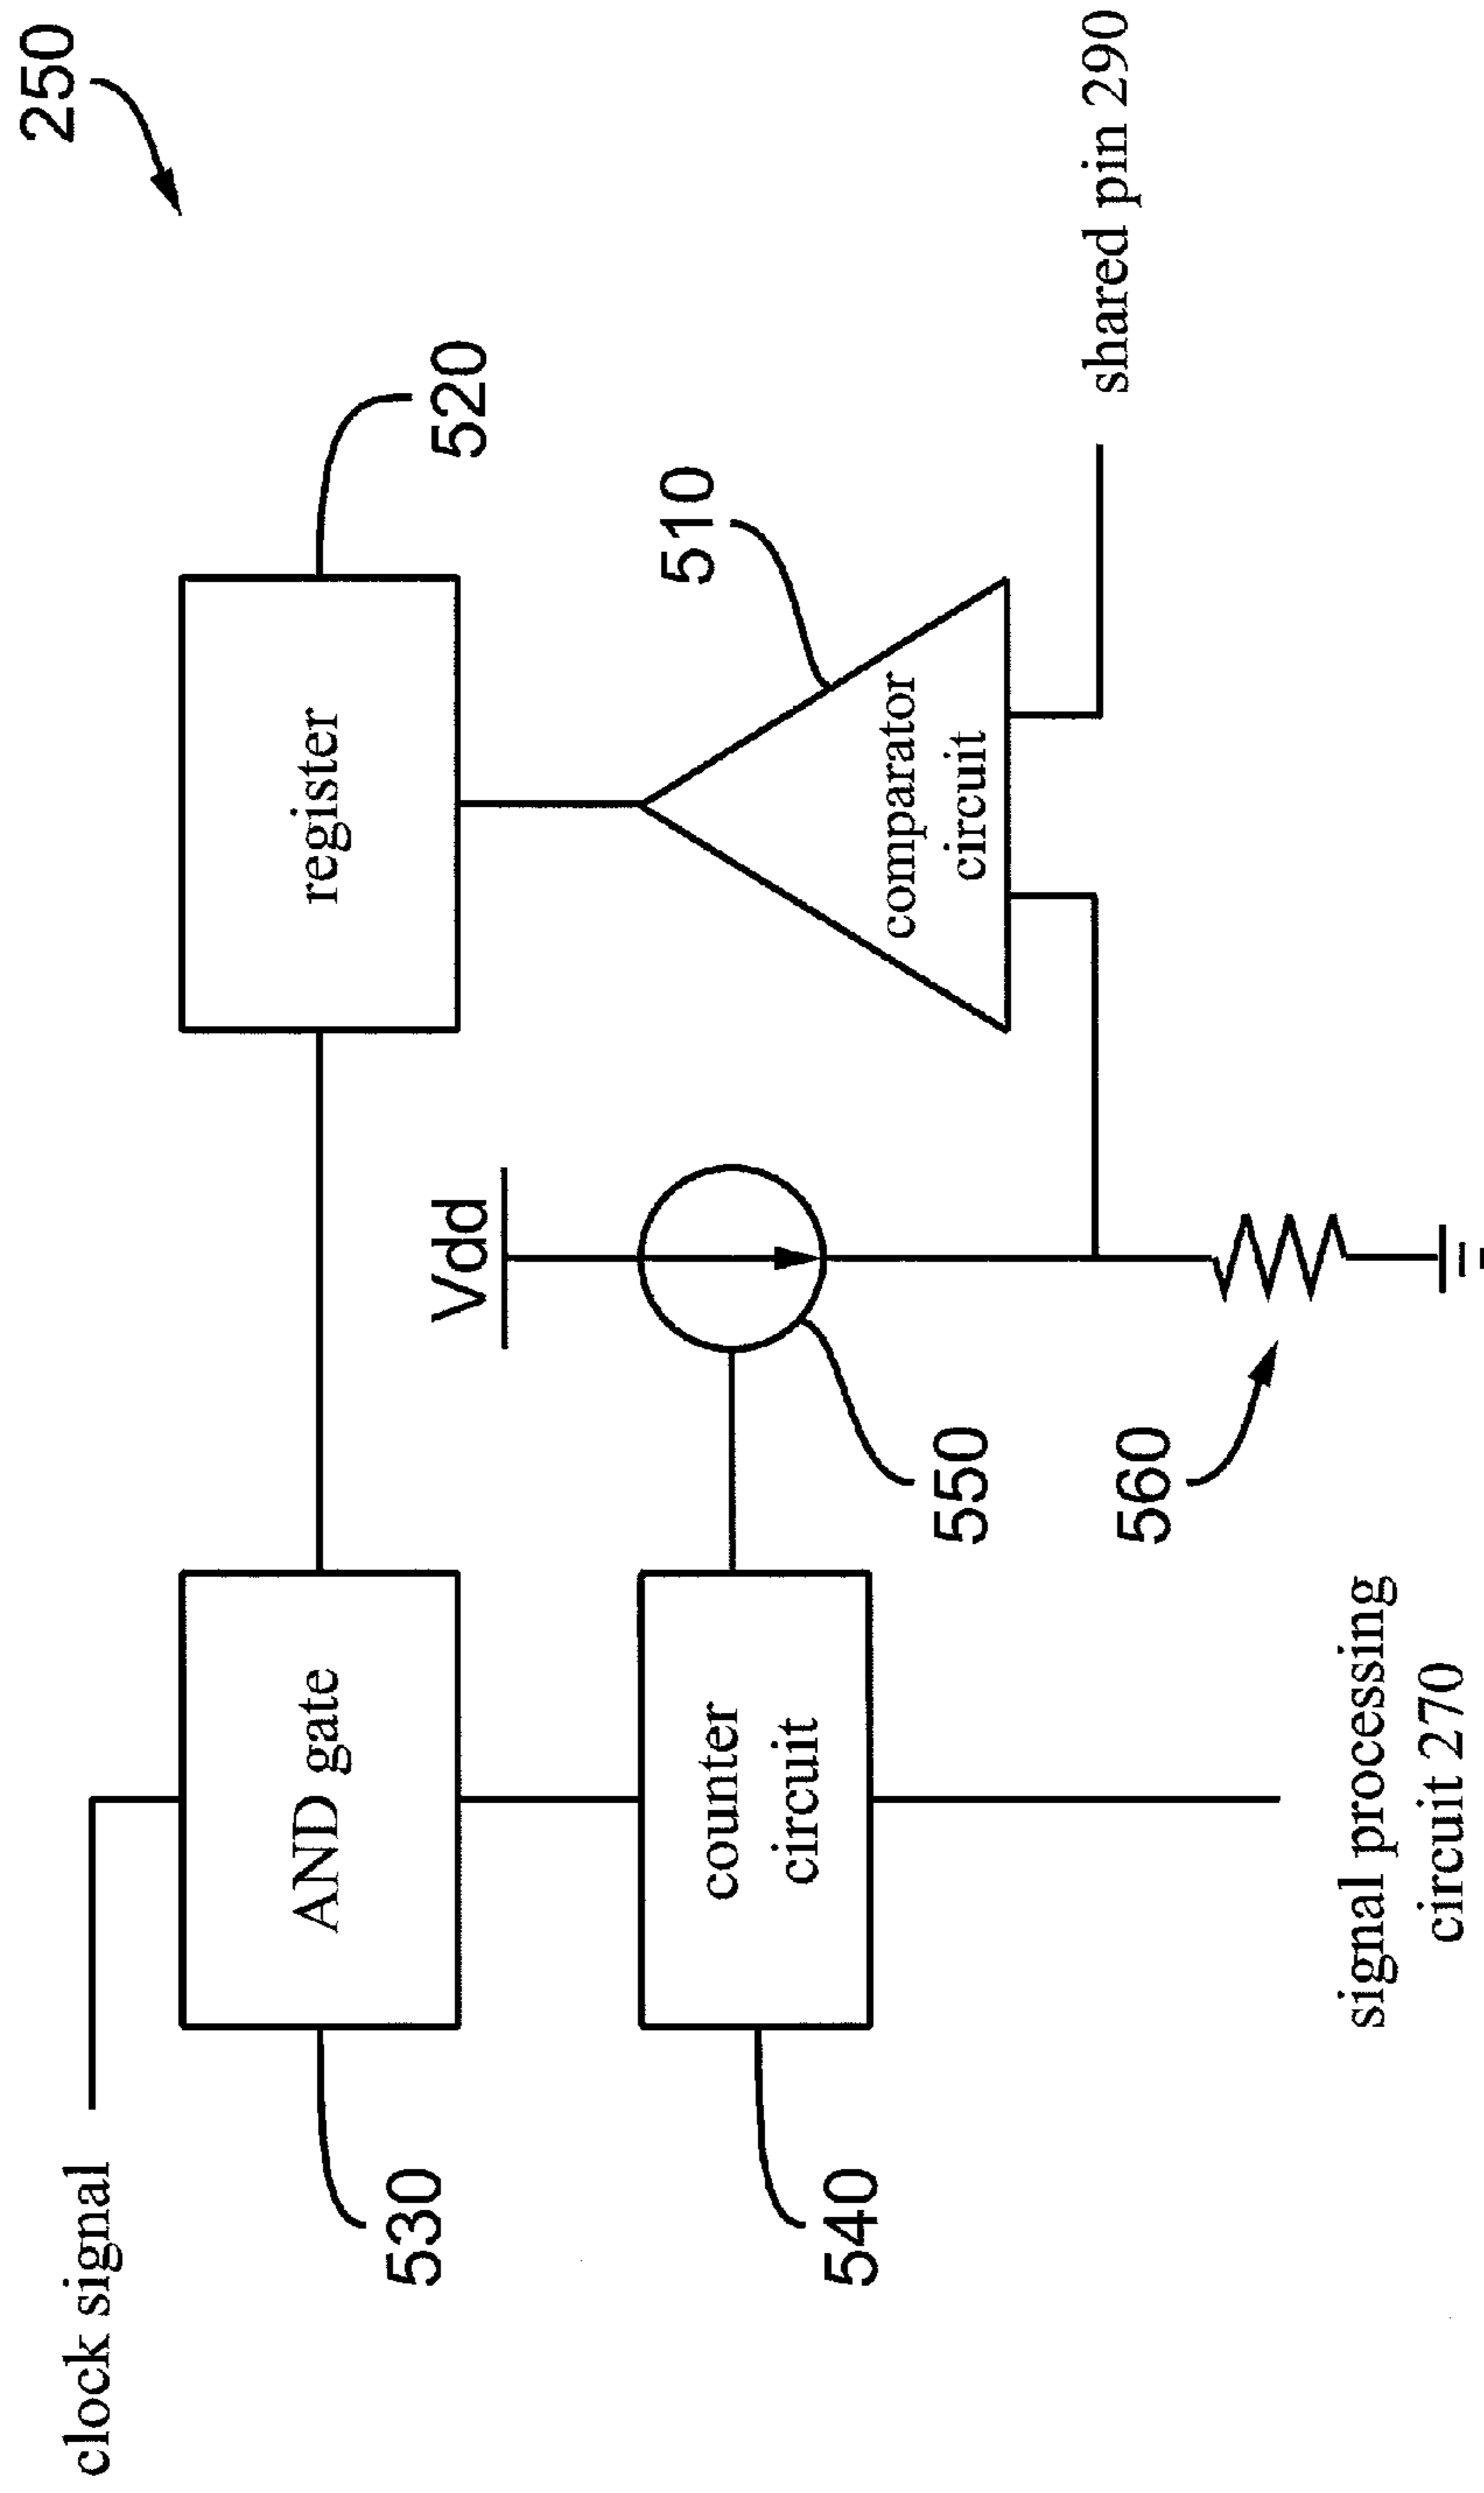 250
clock signal
AND gate
register
530
520
Vdd
counter
circuit
510
540
comparator
circuit
550
560
shared pin 290
signal processing
circuit 270